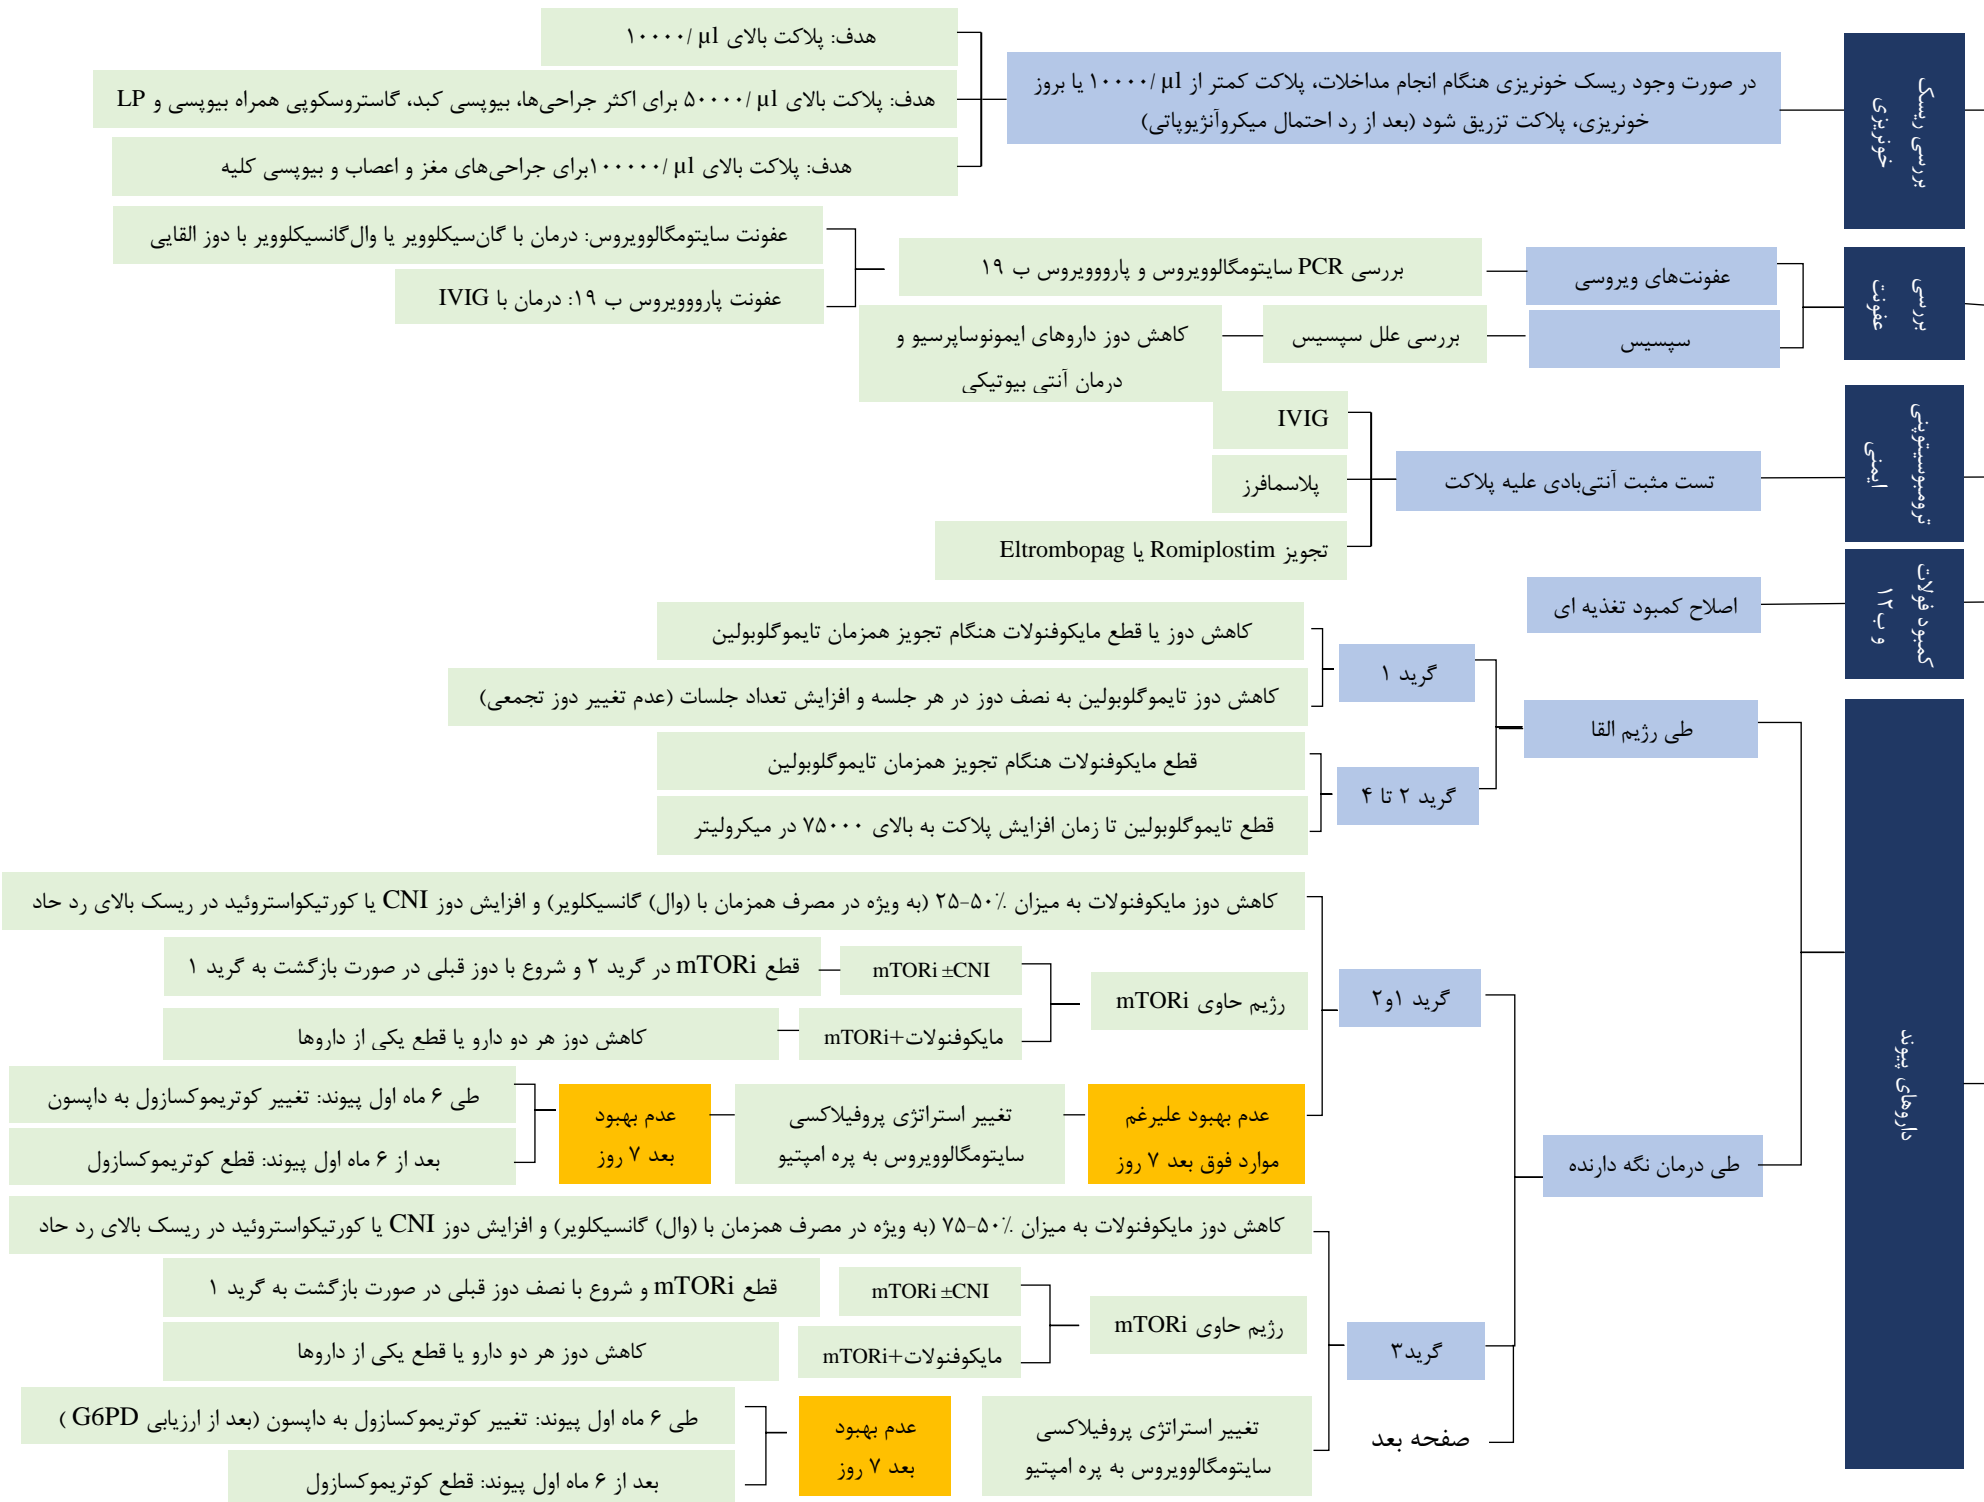 بررسی ریسک
خونریزی
در صورت وجود ریسک خونریزی هنگام انجام مداخلات، پلاکت کمتر از ۱۰۰۰۰/ µl یا بروز
خونریزی، پلاکت تزریق شود (بعد از رد احتمال میکروآنژیوپاتی)
هدف: پلاکت بالای ۱۰۰۰۰/ µl
هدف: پلاکت بالای ۵۰۰۰۰/ µl برای اکثر جراحی‌ها، بیوپسی کبد، گاستروسکوپی همراه بیوپسی و LP
هدف: پلاکت بالای ۱۰۰۰۰۰/ µl برای جراحی‌های مغز و اعصاب و بیوپسی کلیه
بررسی
عفونت
عفونت‌های ویروسی
بررسی PCR سایتومگالوویروس و پاروووویروس ب ۱۹
عفونت سایتومگالوویروس: درمان با گان‌سیکلوویر یا وال‌گانسیکلوویر با دوز القایی
عفونت پاروووویروس ب ۱۹: درمان با IVIG
سپسیس
بررسی علل سپسیس
کاهش دوز داروهای ایمونوساپرسیو و
درمان آنتی بیوتیکی
ترومبوسیتوپنی
ایمنی
تست مثبت آنتی‌بادی علیه پلاکت
IVIG
پلاسمافرز
تجویز Romiplostim یا Eltrombopag
کمبود فولات
و ب۱۲
اصلاح کمبود تغذیه ای
داروهای پیوند
طی رژیم القا
گرید ۱
کاهش دوز یا قطع مایکوفنولات هنگام تجویز همزمان تایموگلوبولین
کاهش دوز تایموگلوبولین به نصف دوز در هر جلسه و افزایش تعداد جلسات (عدم تغییر دوز تجمعی)
گرید ۲ تا ۴
قطع مایکوفنولات هنگام تجویز همزمان تایموگلوبولین
قطع تایموگلوبولین تا زمان افزایش پلاکت به بالای ۷۵۰۰۰ در میکرولیتر
طی درمان نگه دارنده
گرید ۱و۲
کاهش دوز مایکوفنولات به میزان ٪۵۰-۲۵ (به ویژه در مصرف همزمان با (وال) گانسیکلویر) و افزایش دوز CNI یا کورتیکواستروئید در ریسک بالای رد حاد
رژیم حاوی mTORi
mTORi ±CNI
قطع mTORi در گرید ۲ و شروع با دوز قبلی در صورت بازگشت به گرید ۱
مایکوفنولات+mTORi
کاهش دوز هر دو دارو یا قطع یکی از داروها
عدم بهبود علیرغم
موارد فوق بعد ۷ روز
تغییر استراتژی پروفیلاکسی
سایتومگالوویروس به پره امپتیو
عدم بهبود
بعد ۷ روز
طی ۶ ماه اول پیوند: تغییر کوتریموکسازول به داپسون
بعد از ۶ ماه اول پیوند: قطع کوتریموکسازول
گرید۳
کاهش دوز مایکوفنولات به میزان ٪۵۰-۷۵ (به ویژه در مصرف همزمان با (وال) گانسیکلویر) و افزایش دوز CNI یا کورتیکواستروئید در ریسک بالای رد حاد
رژیم حاوی mTORi
mTORi ±CNI
قطع mTORi و شروع با نصف دوز قبلی در صورت بازگشت به گرید ۱
مایکوفنولات+mTORi
کاهش دوز هر دو دارو یا قطع یکی از داروها
تغییر استراتژی پروفیلاکسی
سایتومگالوویروس به پره امپتیو
عدم بهبود
بعد ۷ روز
طی ۶ ماه اول پیوند: تغییر کوتریموکسازول به داپسون (بعد از ارزیابی G6PD )
بعد از ۶ ماه اول پیوند: قطع کوتریموکسازول
صفحه بعد